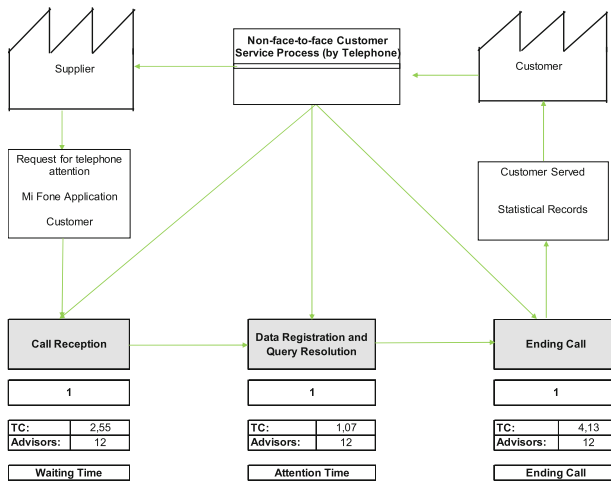 Non-face-to-face Customer
Service Process (by Telephone)
Supplier
Customer
Request for telephone
attention
Mi Fone Application
Customer
Customer Served
Statistical Records
Call Reception
Data Registration and
Query Resolution
Ending Call
1
1
1
TC: 2,55
Advisors: 12
TC: 1,07
Advisors: 12
TC: 4,13
Advisors: 12
Waiting Time
Attention Time
Ending Call